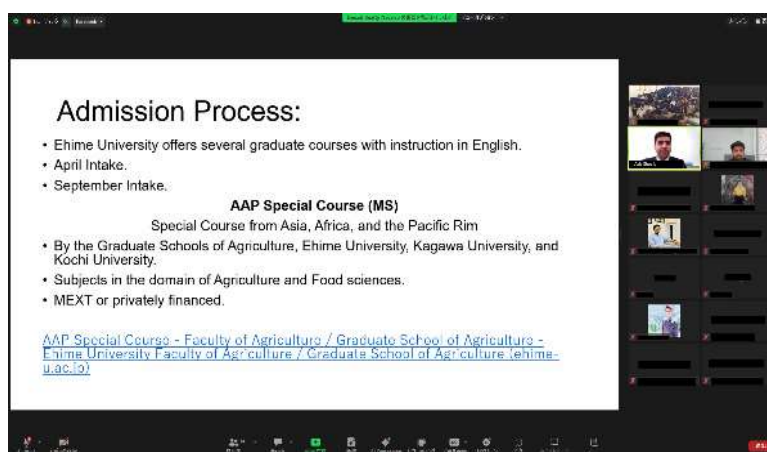 Admission Process:
• Ehime University offers several graduate courses with instruction in English.
• April Intake.
• September Intake.
AAP Special Course (MS)
Special Course from Asia, Africa, and the Pacific Rim
• By the Graduate Schools of Agriculture, Ehime University, Kagawa University, and
Kochi University.
• Subjects in the domain of Agriculture and Food sciences.
• MEXT or privately financed.
AAP Special Course - Faculty of Agriculture / Graduate School of Agriculture -
Ehime University Faculty of Agriculture / Graduate School of Agriculture (ehime-
u.ac.jp)